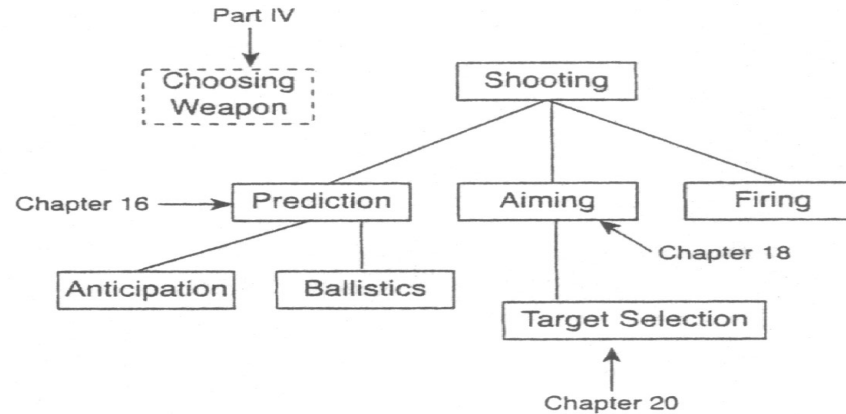 Part IV
Choosing
Weapon
Shooting
Chapter 16
Prediction
Aiming
Firing
Chapter 18
Anticipation
Ballistics
Target Selection
Chapter 20